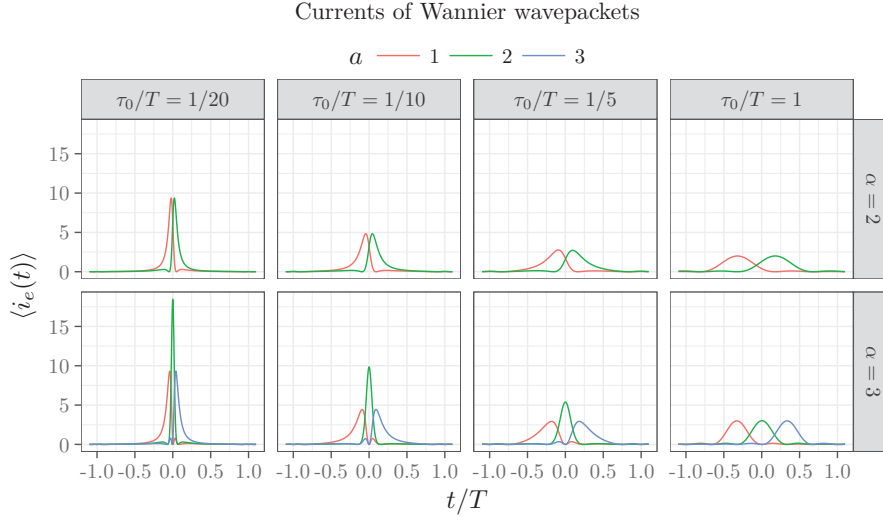 Currents of Wannier wavepackets
a 1 2 3
τ₀/T = 1/20 τ₀/T = 1/10 τ₀/T = 1/5 τ₀/T = 1
15
10
5
0
α = 2
⟨iₑ(t)⟩
15
10
5
0
α = 3
-1.0 -0.5 0.0 0.5 1.0 -1.0 -0.5 0.0 0.5 1.0 -1.0 -0.5 0.0 0.5 1.0 -1.0 -0.5 0.0 0.5 1.0
t/T